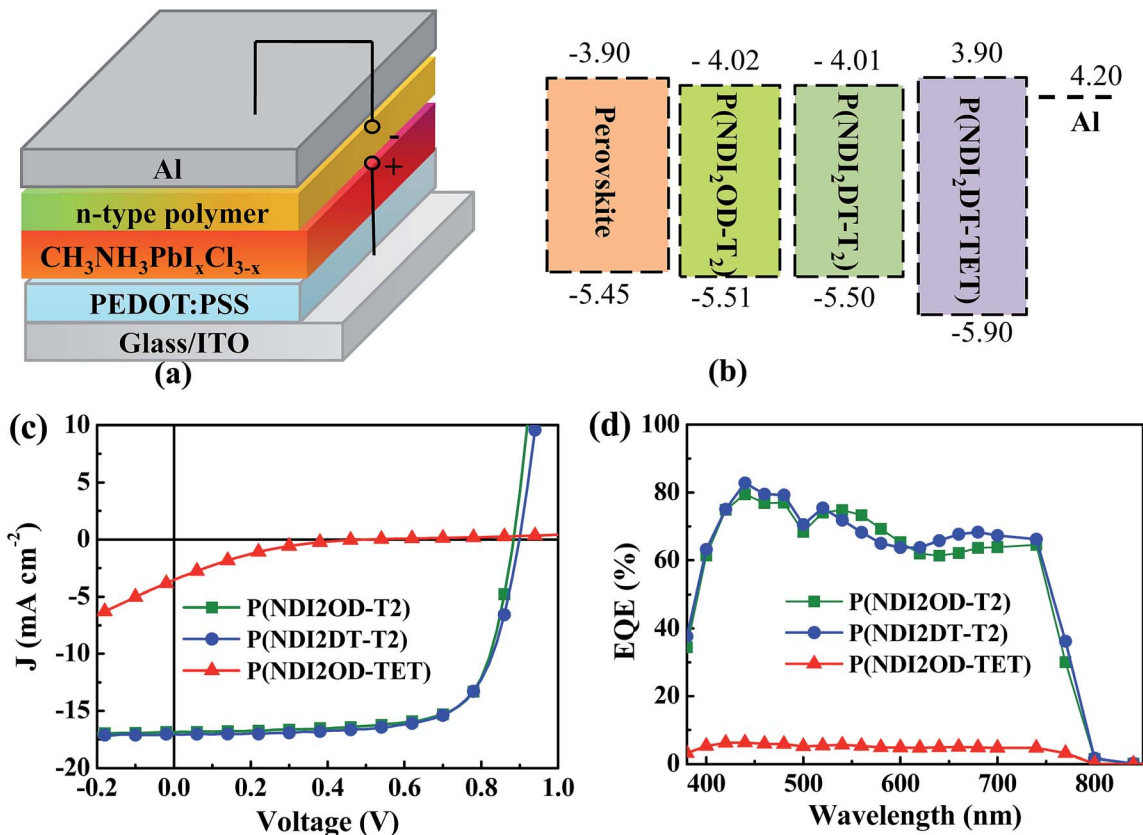 Al
n-type polymer
CH₃NH₃PbIₓCl₃₋ₓ
PEDOT:PSS
Glass/ITO
-
+
(a)
-3.90
- 4.02
- 4.01
3.90
4.20
Al
Perovskite
P(NDI₂OD-T₂)
P(NDI₂DT-T₂)
P(NDI₂DT-TET)
-5.45
-5.51
-5.50
-5.90
(b)
(c)
J (mA cm⁻²)
10
5
0
-5
-10
-15
-20
P(NDI2OD-T2)
P(NDI2DT-T2)
P(NDI2OD-TET)
-0.2 0.0 0.2 0.4 0.6 0.8 1.0
Voltage (V)
(d)
EQE (%)
100
80
60
40
20
0
P(NDI2OD-T2)
P(NDI2DT-T2)
P(NDI2OD-TET)
400 500 600 700 800
Wavelength (nm)